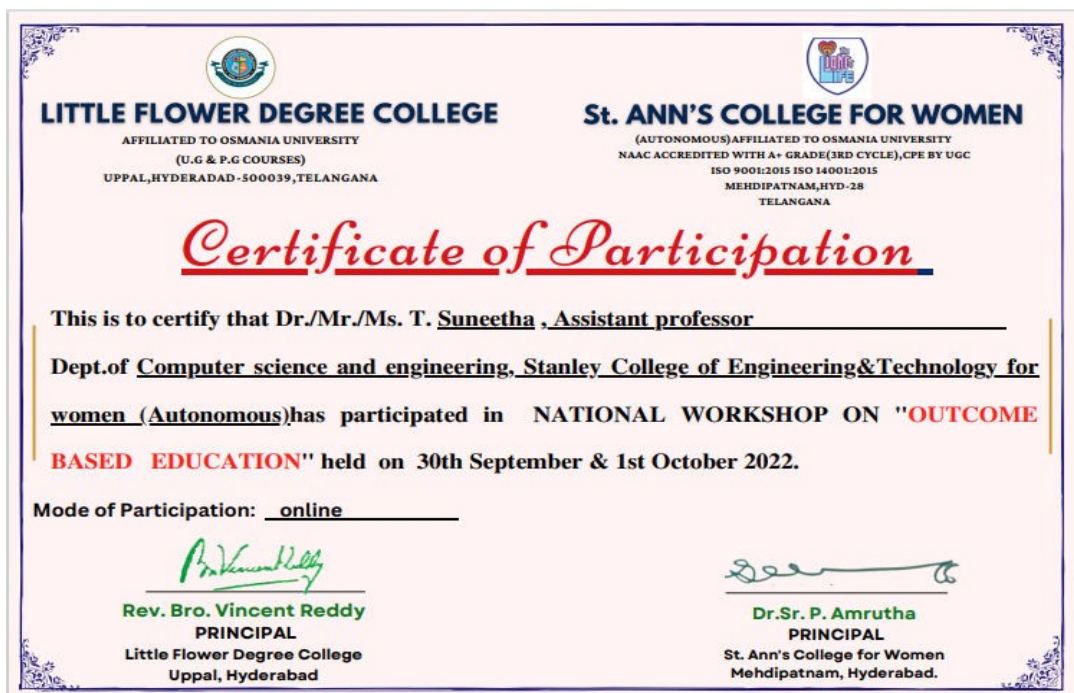 LITTLE FLOWER DEGREE COLLEGE
AFFILIATED TO OSMANIA UNIVERSITY
(U.G & P.G COURSES)
UPPAL,HYDERADAD-500039,TELANGANA
St. ANN'S COLLEGE FOR WOMEN
(AUTONOMOUS)AFFILIATED TO OSMANIA UNIVERSITY
NAAC ACCREDITED WITH A+ GRADE(3RD CYCLE),CPE BY UGC
ISO 9001:2015 ISO 14001:2015
MEHDIPATNAM,HYD-28
TELANGANA
Certificate of Participation
This is to certify that Dr./Mr./Ms. T. Suneetha , Assistant professor
Dept.of Computer science and engineering, Stanley College of Engineering&Technology for
women (Autonomous)has participated in NATIONAL WORKSHOP ON "OUTCOME
BASED EDUCATION" held on 30th September & 1st October 2022.
Mode of Participation: online
Rev. Bro. Vincent Reddy
PRINCIPAL
Little Flower Degree College
Uppal, Hyderabad
Dr.Sr. P. Amrutha
PRINCIPAL
St. Ann's College for Women
Mehdipatnam, Hyderabad.